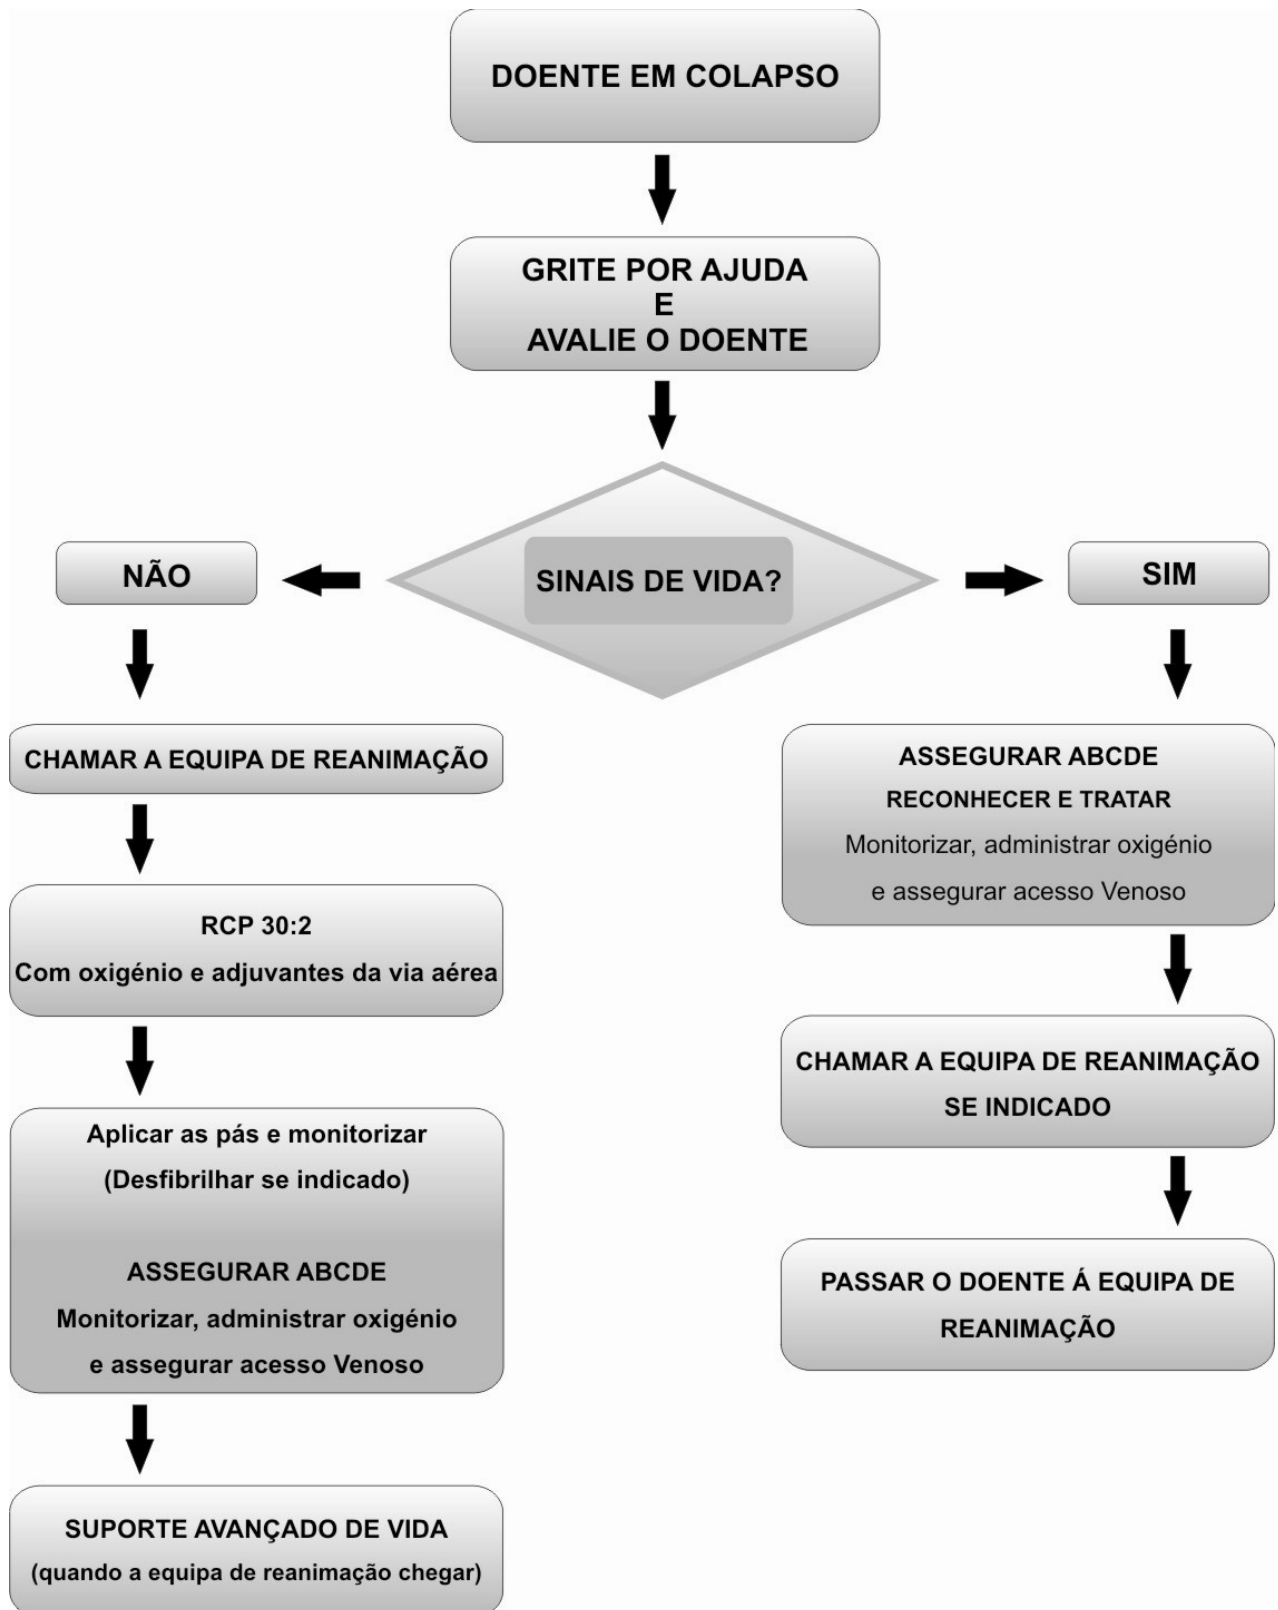 DOENTE EM COLAPSO
GRITE POR AJUDA
E
AVALIE O DOENTE
SINAIS DE VIDA?
NÃO
CHAMAR A EQUIPA DE REANIMAÇÃO
RCP 30:2
Com oxigénio e adjuvantes da via aérea
Aplicar as pás e monitorizar
(Desfibrilhar se indicado)
ASSEGURAR ABCDE
Monitorizar, administrar oxigénio
e assegurar acesso Venoso
SUPORTE AVANÇADO DE VIDA
(quando a equipa de reanimação chegar)
SIM
ASSEGURAR ABCDE
RECONHECER E TRATAR
Monitorizar, administrar oxigénio
e assegurar acesso Venoso
CHAMAR A EQUIPA DE REANIMAÇÃO
SE INDICADO
PASSAR O DOENTE Á EQUIPA DE
REANIMAÇÃO